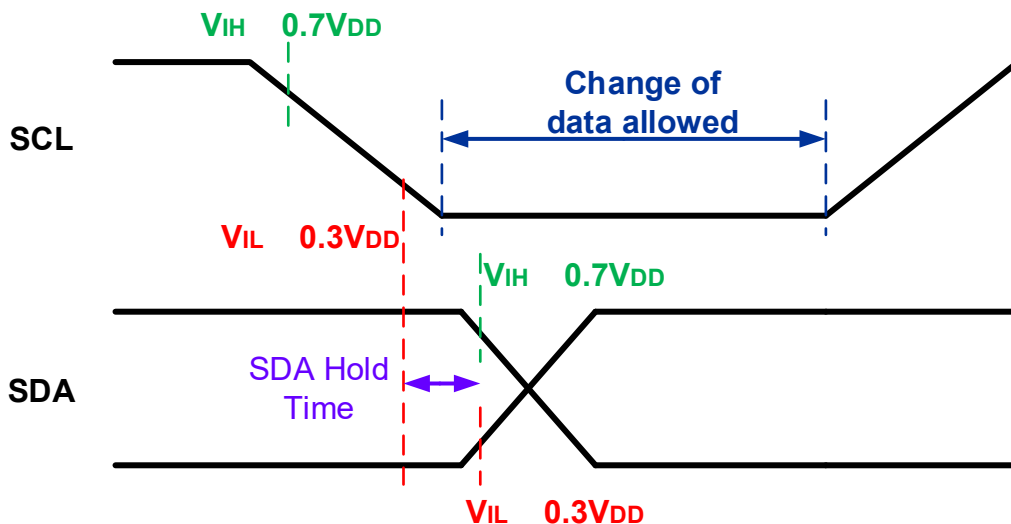 VIH 0.7VDD
Change of
data allowed
SCL
VIL 0.3VDD
VIH 0.7VDD
SDA Hold
Time
SDA
VIL 0.3VDD